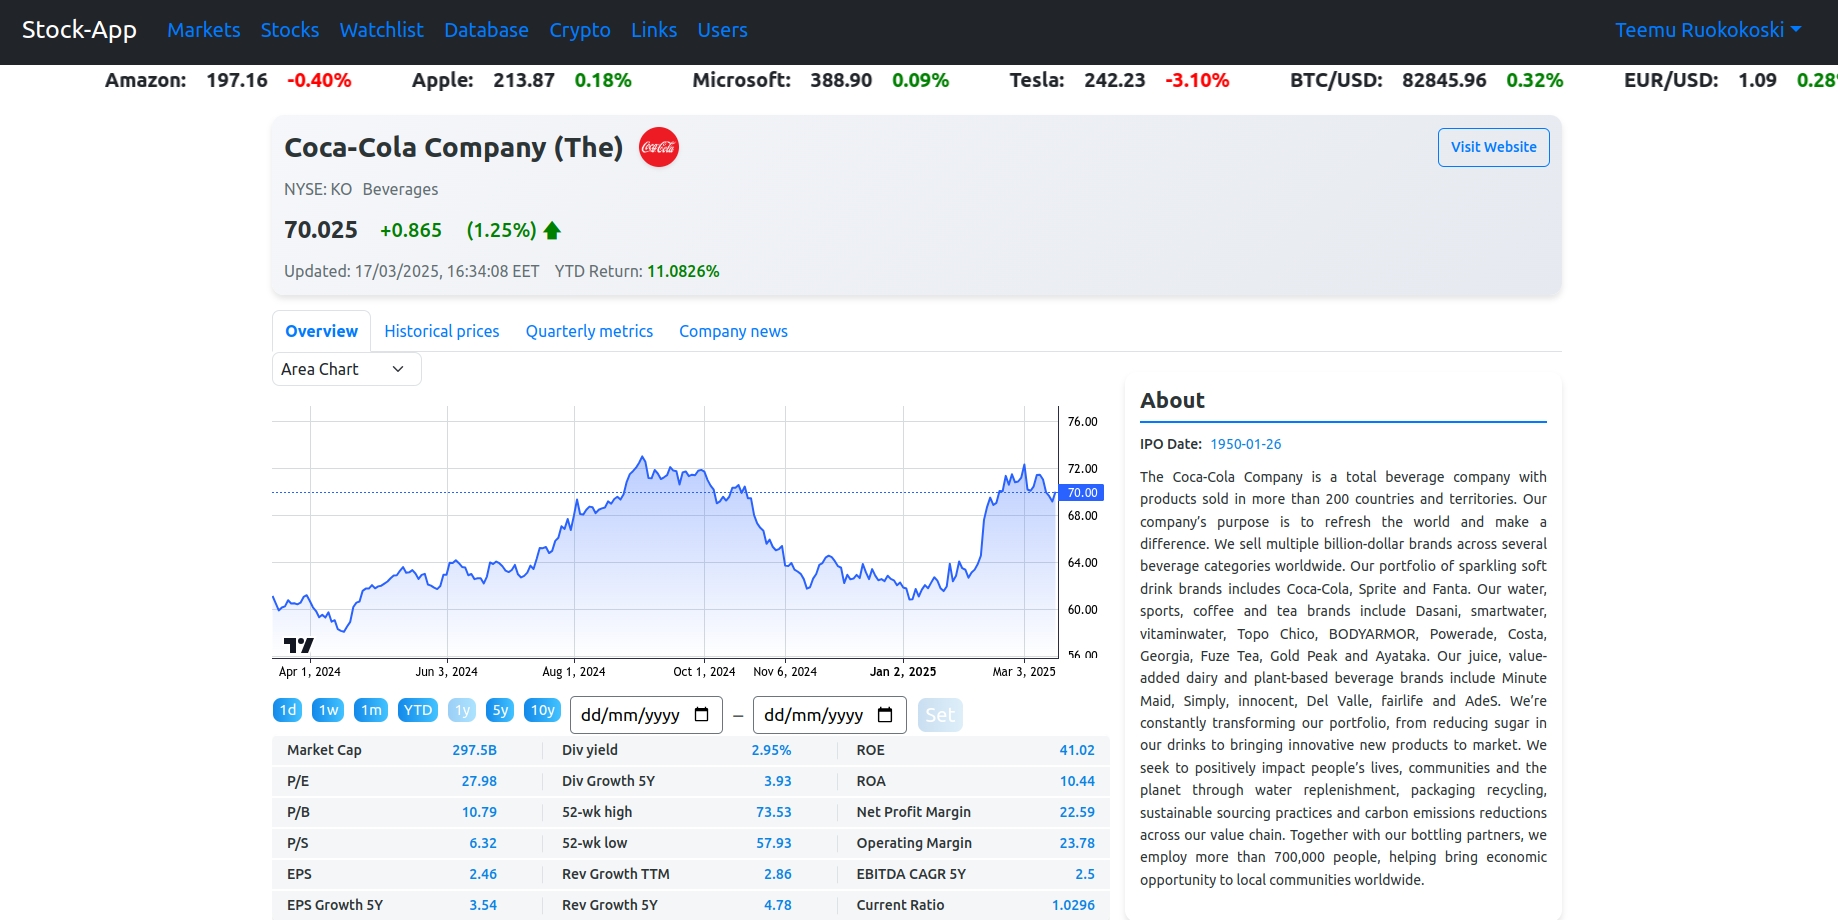 Stock-App Markets Stocks Watchlist Database Crypto Links Users Teemu Ruokokoski
Amazon: 197.16 -0.40% Apple: 213.87 0.18% Microsoft: 388.90 0.09% Tesla: 242.23 -3.10% BTC/USD: 82845.96 0.32% EUR/USD: 1.09 0.28
Coca-Cola Company (The) Coca-Cola Visit Website
NYSE: KO Beverages
70.025 +0.865 (1.25%)
Updated: 17/03/2025, 16:34:08 EET YTD Return: 11.0826%
Overview Historical prices Quarterly metrics Company news
Area Chart
76.00
72.00
70.00
68.00
64.00
60.00
56.00
Apr 1, 2024 Jun 3, 2024 Aug 1, 2024 Oct 1, 2024 Nov 6, 2024 Jan 2, 2025 Mar 3, 2025
1d 1w 1m YTD 1y 5y 10y dd/mm/yyyy – dd/mm/yyyy Set
Market Cap 297.5B Div yield 2.95% ROE 41.02
P/E 27.98 Div Growth 5Y 3.93 ROA 10.44
P/B 10.79 52-wk high 73.53 Net Profit Margin 22.59
P/S 6.32 52-wk low 57.93 Operating Margin 23.78
EPS 2.46 Rev Growth TTM 2.86 EBITDA CAGR 5Y 2.5
EPS Growth 5Y 3.54 Rev Growth 5Y 4.78 Current Ratio 1.0296
About
IPO Date: 1950-01-26
The Coca-Cola Company is a total beverage company with
products sold in more than 200 countries and territories. Our
company’s purpose is to refresh the world and make a
difference. We sell multiple billion-dollar brands across several
beverage categories worldwide. Our portfolio of sparkling soft
drink brands includes Coca-Cola, Sprite and Fanta. Our water,
sports, coffee and tea brands include Dasani, smartwater,
vitaminwater, Topo Chico, BODYARMOR, Powerade, Costa,
Georgia, Fuze Tea, Gold Peak and Ayataka. Our juice, value-
added dairy and plant-based beverage brands include Minute
Maid, Simply, innocent, Del Valle, fairlife and AdeS. We’re
constantly transforming our portfolio, from reducing sugar in
our drinks to bringing innovative new products to market. We
seek to positively impact people’s lives, communities and the
planet through water replenishment, packaging recycling,
sustainable sourcing practices and carbon emissions reductions
across our value chain. Together with our bottling partners, we
employ more than 700,000 people, helping bring economic
opportunity to local communities worldwide.